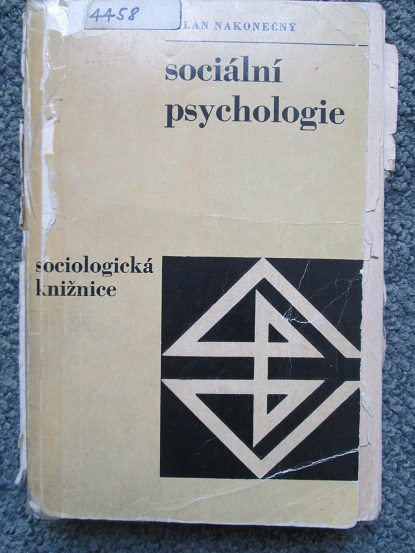 4458
LAN NAKONEČNÝ
sociální
psychologie
sociologická
knižnice